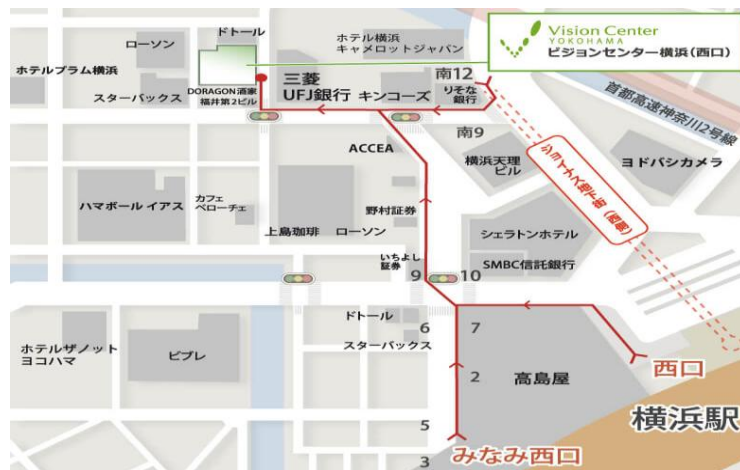 Vision Center
YOKOHAMA
ビジョンセンター横浜(西口)
ドトール
ローソン
ホテル横浜
キャメロットジャパン
ホテルプラム横浜
スターバックス
DORAGON酒家
福井第2ビル
三菱
UFJ銀行
キンコーズ
南12
りそな
銀行
首都高速神奈川2号線
南9
ACCEA
横浜天理
ビル
ジョイナス地下街(西口)
ヨドバシカメラ
ハマボール イアス
カフェ
ベローチェ
野村証券
上島珈琲
ローソン
シェラトンホテル
いちよし
証券
SMBC信託銀行
9
10
ドトール
6
7
スターバックス
ホテルザノット
ヨコハマ
ビブレ
2
高島屋
西口
横浜駅
5
みなみ西口
3